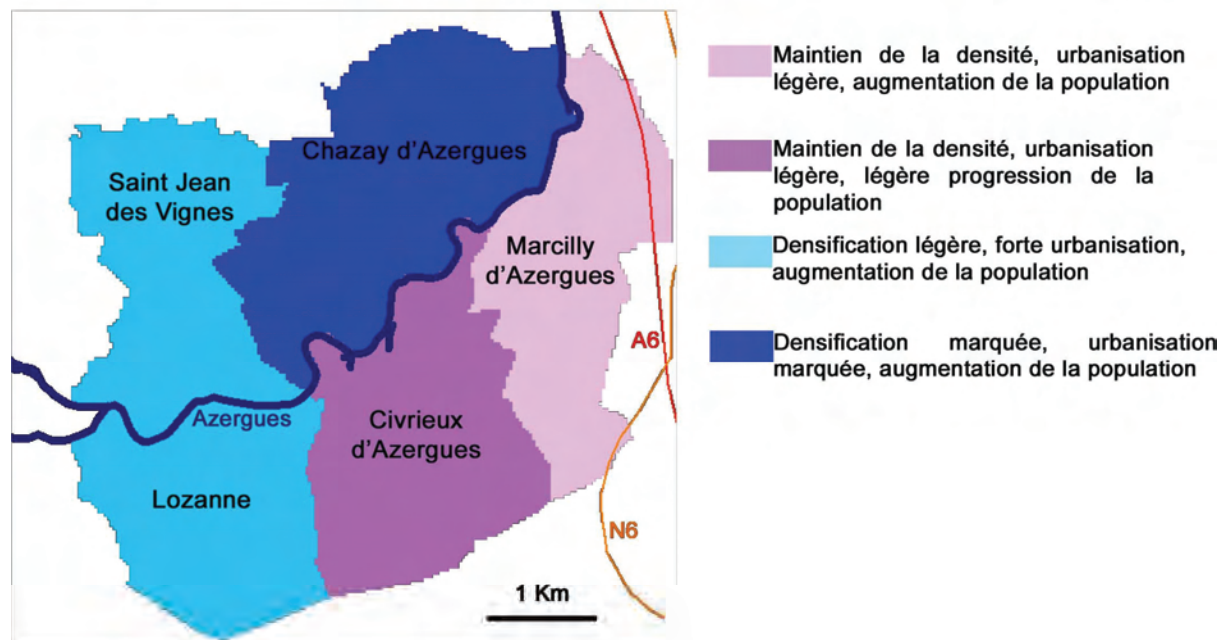 Chazay d'Azergues
Saint Jean
des Vignes
Marcilly
d'Azergues
A6
Azergues
Civrieux
d'Azergues
Lozanne
N6
1 Km
Maintien de la densité, urbanisation
légère, augmentation de la population
Maintien de la densité, urbanisation
légère, légère progression de la
population
Densification légère, forte urbanisation,
augmentation de la population
Densification marquée, urbanisation
marquée, augmentation de la population